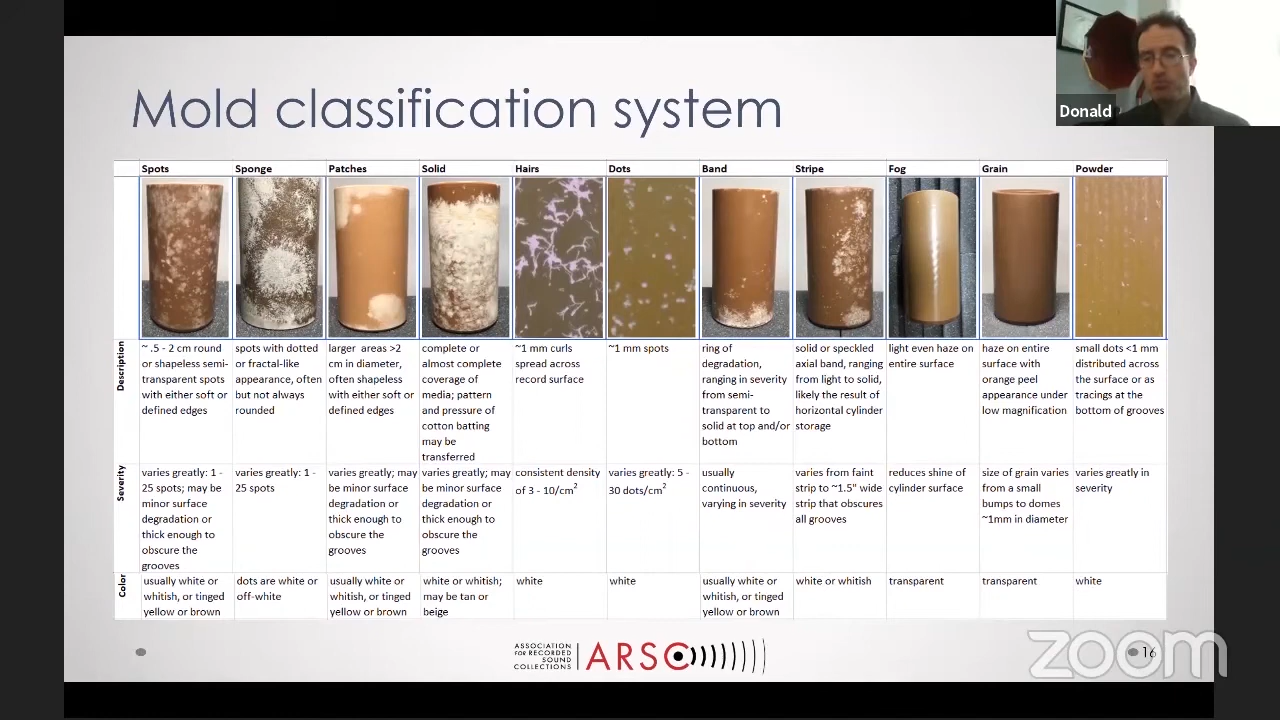 Donald
Mold classification system
Spots Sponge Patches Solid Hairs Dots Band Stripe Fog Grain Powder
Description
~ .5 - 2 cm round
or shapeless semi-
transparent spots
with either soft or
defined edges
spots with dotted
or fractal-like
appearance, often
but not always
rounded
larger areas >2
cm in diameter,
often shapeless
with either soft or
defined edges
complete or
almost complete
coverage of
media; pattern
and pressure of
cotton batting
may be
transferred
~1 mm curls
spread across
record surface
~1 mm spots
ring of
degradation,
ranging in severity
from semi-
transparent to
solid at top and/or
bottom
solid or speckled
axial band, ranging
from light to solid,
likely the result of
horizontal cylinder
storage
light even haze on
entire surface
haze on entire
surface with
orange peel
appearance under
low magnification
small dots <1 mm
distributed across
the surface or as
tracings at the
bottom of grooves
Severity
varies greatly: 1 -
25 spots; may be
minor surface
degradation or
thick enough to
obscure the
grooves
varies greatly: 1 -
25 spots
varies greatly; may
be minor surface
degradation or
thick enough to
obscure the
grooves
varies greatly; may
be minor surface
degradation or
thick enough to
obscure the
grooves
consistent density
of 3 - 10/cm²
varies greatly: 5 -
30 dots/cm²
usually
continuous,
varying in severity
varies from faint
strip to ~1.5" wide
strip that obscures
all grooves
reduces shine of
cylinder surface
size of grain varies
from a small
bumps to domes
~1mm in diameter
varies greatly in
severity
Color
usually white or
whitish, or tinged
yellow or brown
dots are white or
off-white
usually white or
whitish, or tinged
yellow or brown
white or whitish;
may be tan or
beige
white
white
usually white or
whitish, or tinged
yellow or brown
white or whitish
transparent
transparent
white
ASSOCIATION
FOR RECORDED
SOUND
COLLECTIONS
ARSC
16
zoom